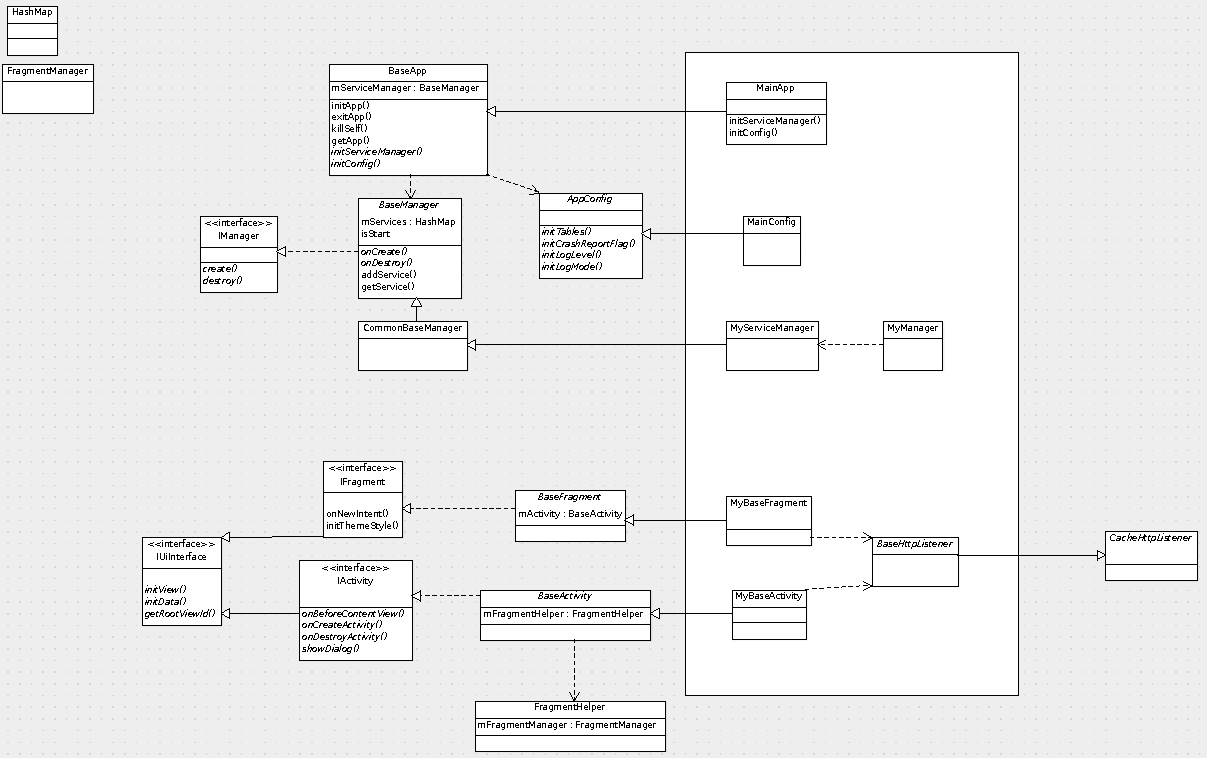 HashMap
FragmentManager
BaseApp
mServiceManager : BaseManager
initApp()
exitApp()
killSelf()
getApp()
initServiceManager()
initConfig()
MainApp
initServiceManager()
initConfig()
<<interface>>
IManager
create()
destroy()
BaseManager
mServices : HashMap
isStart
onCreate()
onDestroy()
addService()
getService()
AppConfig
initTables()
initCrashReportFlag()
initLogLevel()
initLogMode()
MainConfig
CommonBaseManager
MyServiceManager
MyManager
<<interface>>
IFragment
onNewIntent()
initThemeStyle()
BaseFragment
mActivity : BaseActivity
MyBaseFragment
<<interface>>
IUiInterface
initView()
initData()
getRootViewId()
BaseHttpListener
CacheHttpListener
<<interface>>
IActivity
onBeforeContentView()
onCreateActivity()
onDestroyActivity()
showDialog()
BaseActivity
mFragmentHelper : FragmentHelper
MyBaseActivity
FragmentHelper
mFragmentManager : FragmentManager